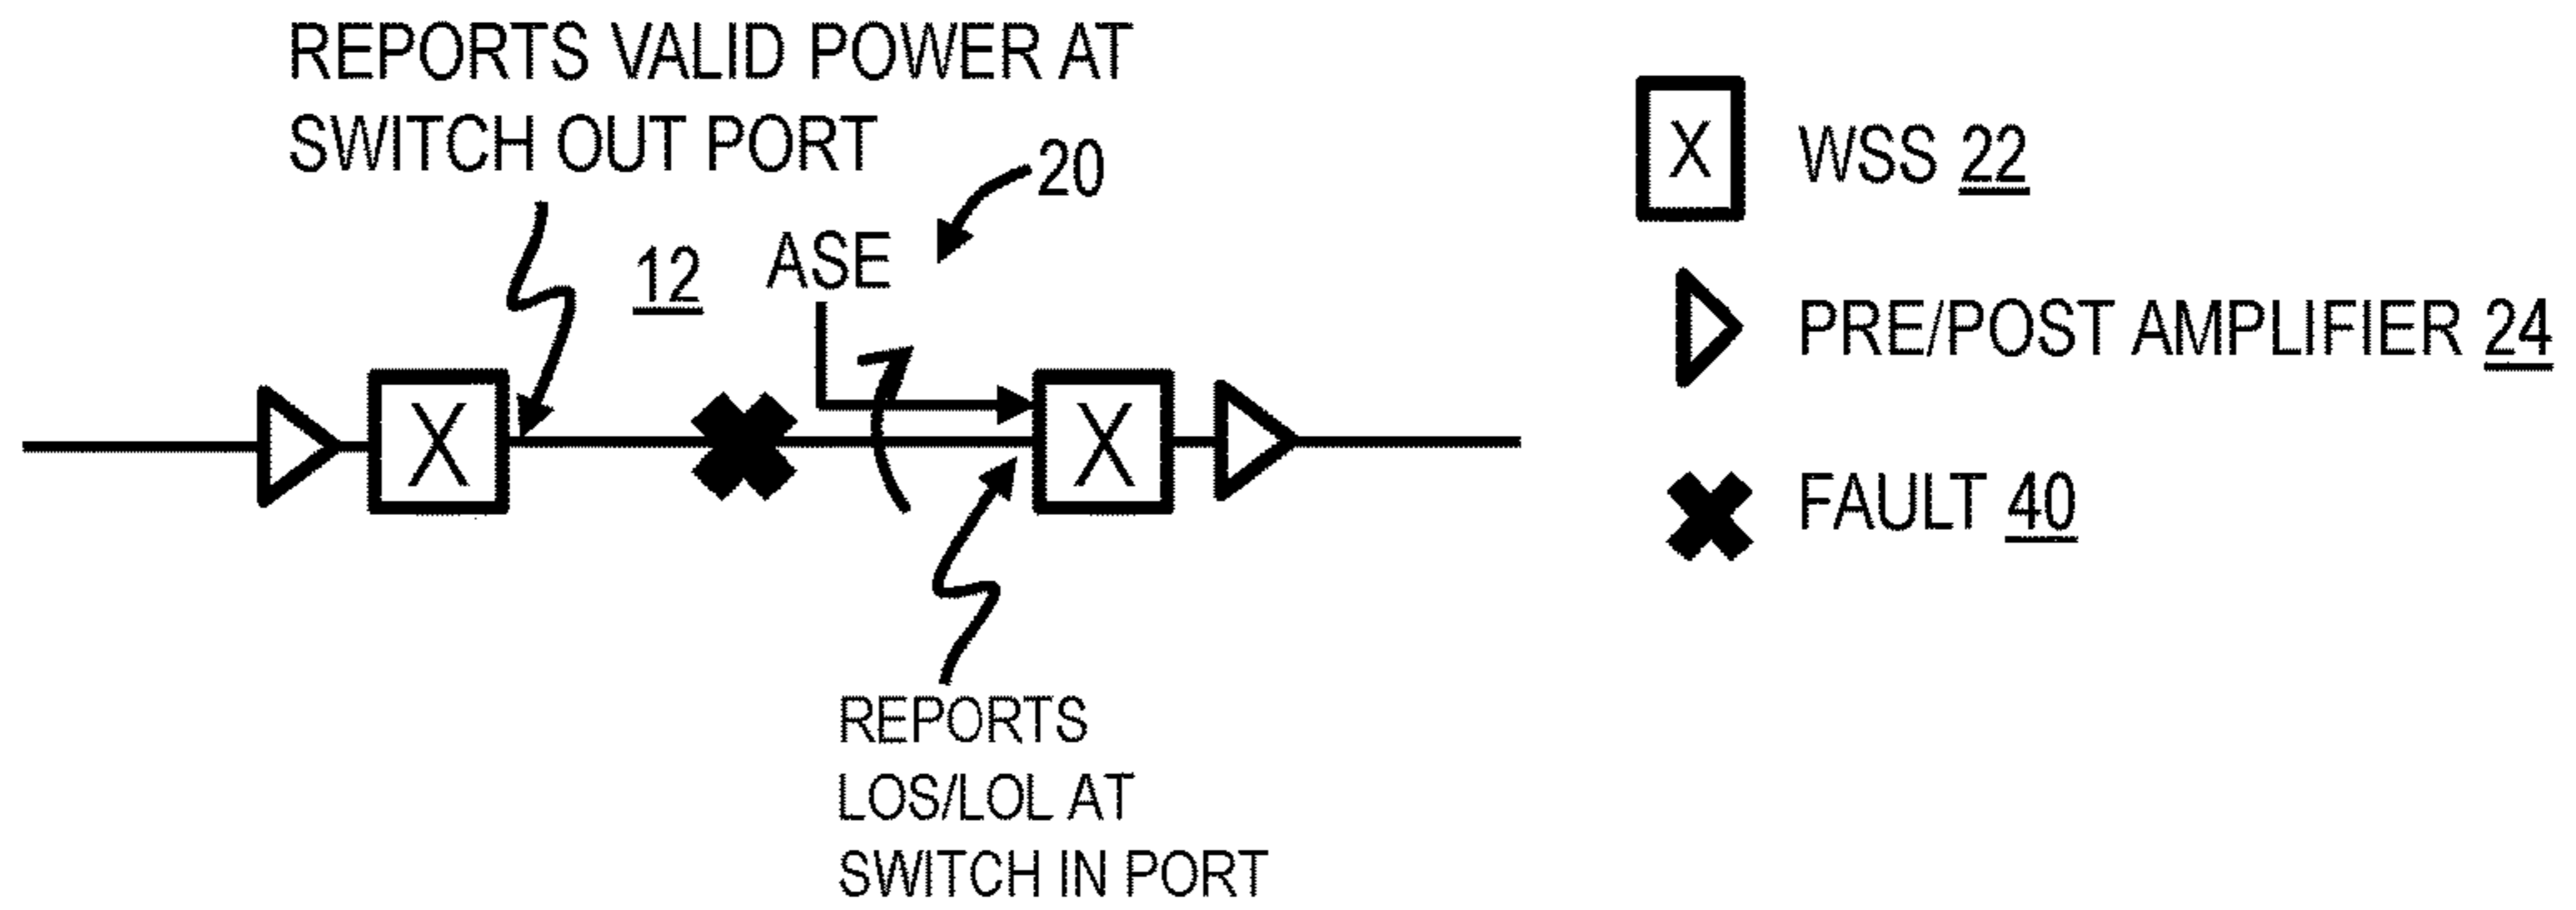 REPORTS VALID POWER AT
SWITCH OUT PORT
20
12
ASE
X
X
REPORTS
LOS/LOL AT
SWITCH IN PORT
X
WSS 22
PRE/POST AMPLIFIER 24
FAULT 40